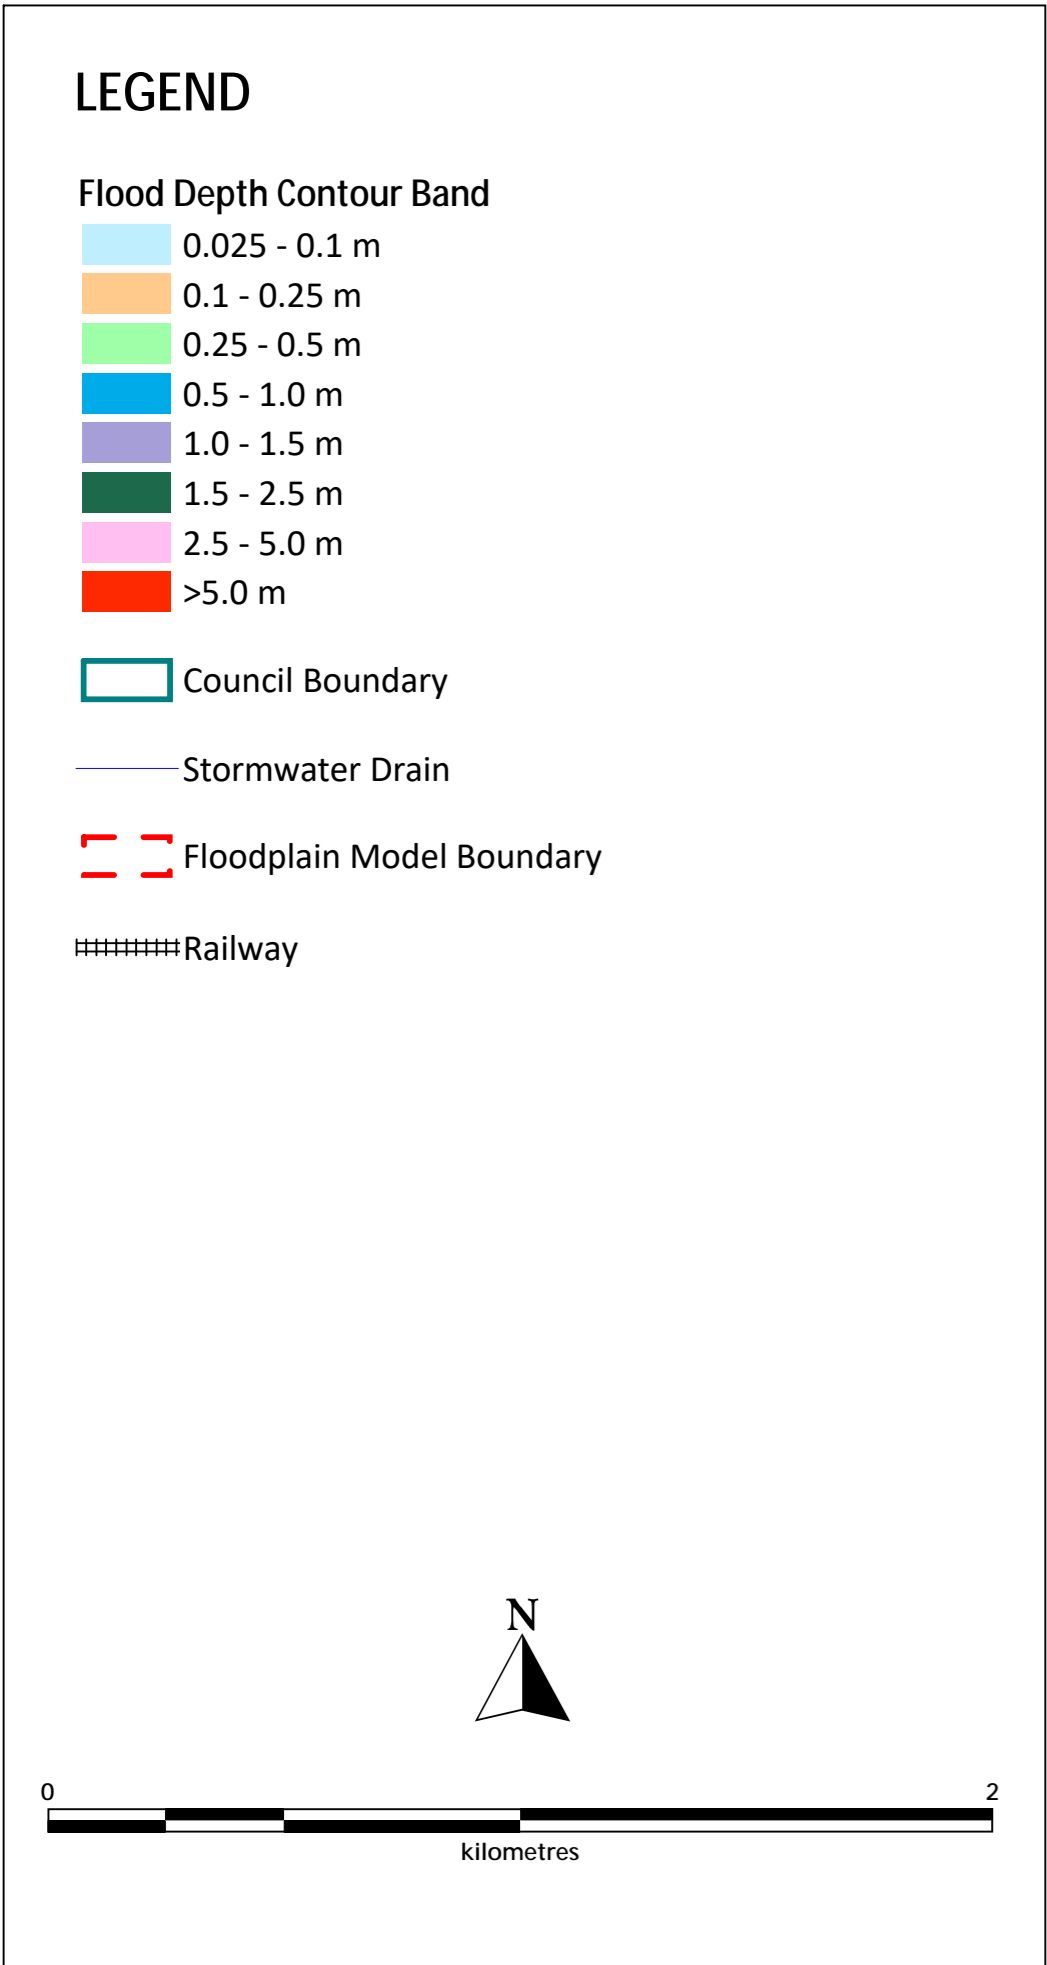 LEGEND
Flood Depth Contour Band
0.025 - 0.1 m
0.1 - 0.25 m
0.25 - 0.5 m
0.5 - 1.0 m
1.0 - 1.5 m
1.5 - 2.5 m
2.5 - 5.0 m
>5.0 m
Council Boundary
Stormwater Drain
Floodplain Model Boundary
Railway
N
0 2
kilometres